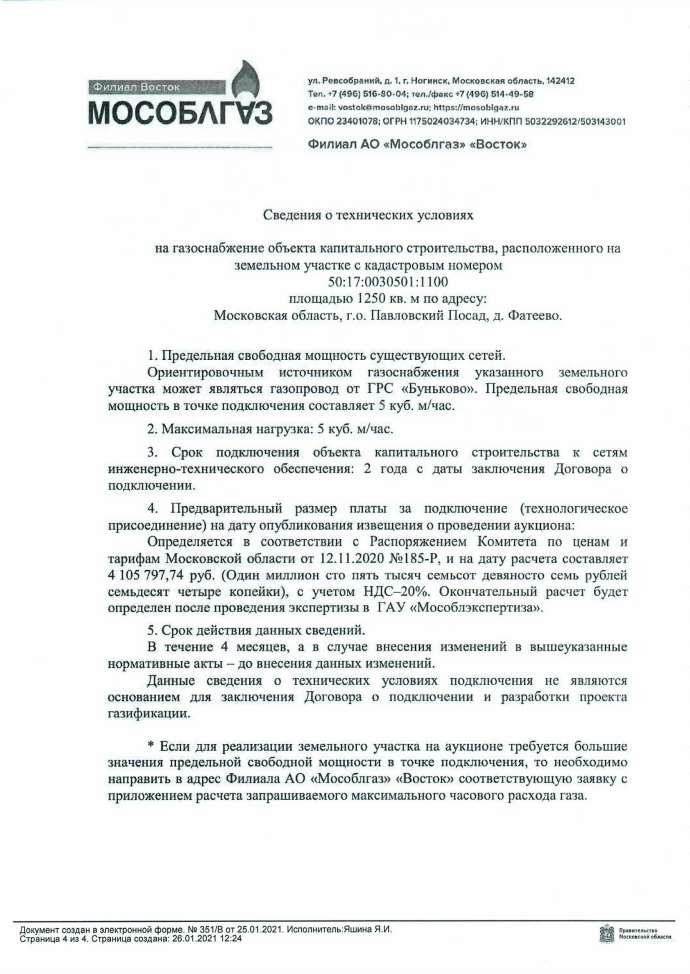 Филиал Восток
МОСОБЛГАЗ
ул. Ревсобраний, д. 1, г. Ногинск, Московская область, 142412
Тел. +7 (496) 516-80-04; тел./факс +7 (496) 514-49-58
e-mail: vostok@mosoblgaz.ru; https://mosoblgaz.ru
ОКПО 23401078; ОГРН 1175024034734; ИНН/КПП 5032292612/503143001
Филиал АО «Мособлгаз» «Восток»
Сведения о технических условиях
на газоснабжение объекта капитального строительства, расположенного на
земельном участке с кадастровым номером
50:17:0030501:1100
площадью 1250 кв. м по адресу:
Московская область, г.о. Павловский Посад, д. Фатеево.
1. Предельная свободная мощность существующих сетей.
Ориентировочным источником газоснабжения указанного земельного
участка может являться газопровод от ГРС «Буньково». Предельная свободная
мощность в точке подключения составляет 5 куб. м/час.
2. Максимальная нагрузка: 5 куб. м/час.
3. Срок подключения объекта капитального строительства к сетям
инженерно-технического обеспечения: 2 года с даты заключения Договора о
подключении.
4. Предварительный размер платы за подключение (технологическое
присоединение) на дату опубликования извещения о проведении аукциона:
Определяется в соответствии с Распоряжением Комитета по ценам и
тарифам Московской области от 12.11.2020 №185-Р, и на дату расчета составляет
4 105 797,74 руб. (Один миллион сто пять тысяч семьсот девяносто семь рублей
семьдесят четыре копейки), с учетом НДС–20%. Окончательный расчет будет
определен после проведения экспертизы в ГАУ «Мособлэкспертиза».
5. Срок действия данных сведений.
В течение 4 месяцев, а в случае внесения изменений в вышеуказанные
нормативные акты – до внесения данных изменений.
Данные сведения о технических условиях подключения не являются
основанием для заключения Договора о подключении и разработки проекта
газификации.
* Если для реализации земельного участка на аукционе требуется большие
значения предельной свободной мощности в точке подключения, то необходимо
направить в адрес Филиала АО «Мособлгаз» «Восток» соответствующую заявку с
приложением расчета запрашиваемого максимального часового расхода газа.
Документ создан в электронной форме. № 351/В от 25.01.2021. Исполнитель:Яшина Я.И.
Страница 4 из 4. Страница создана: 26.01.2021 12:24
Правительство
Московской области